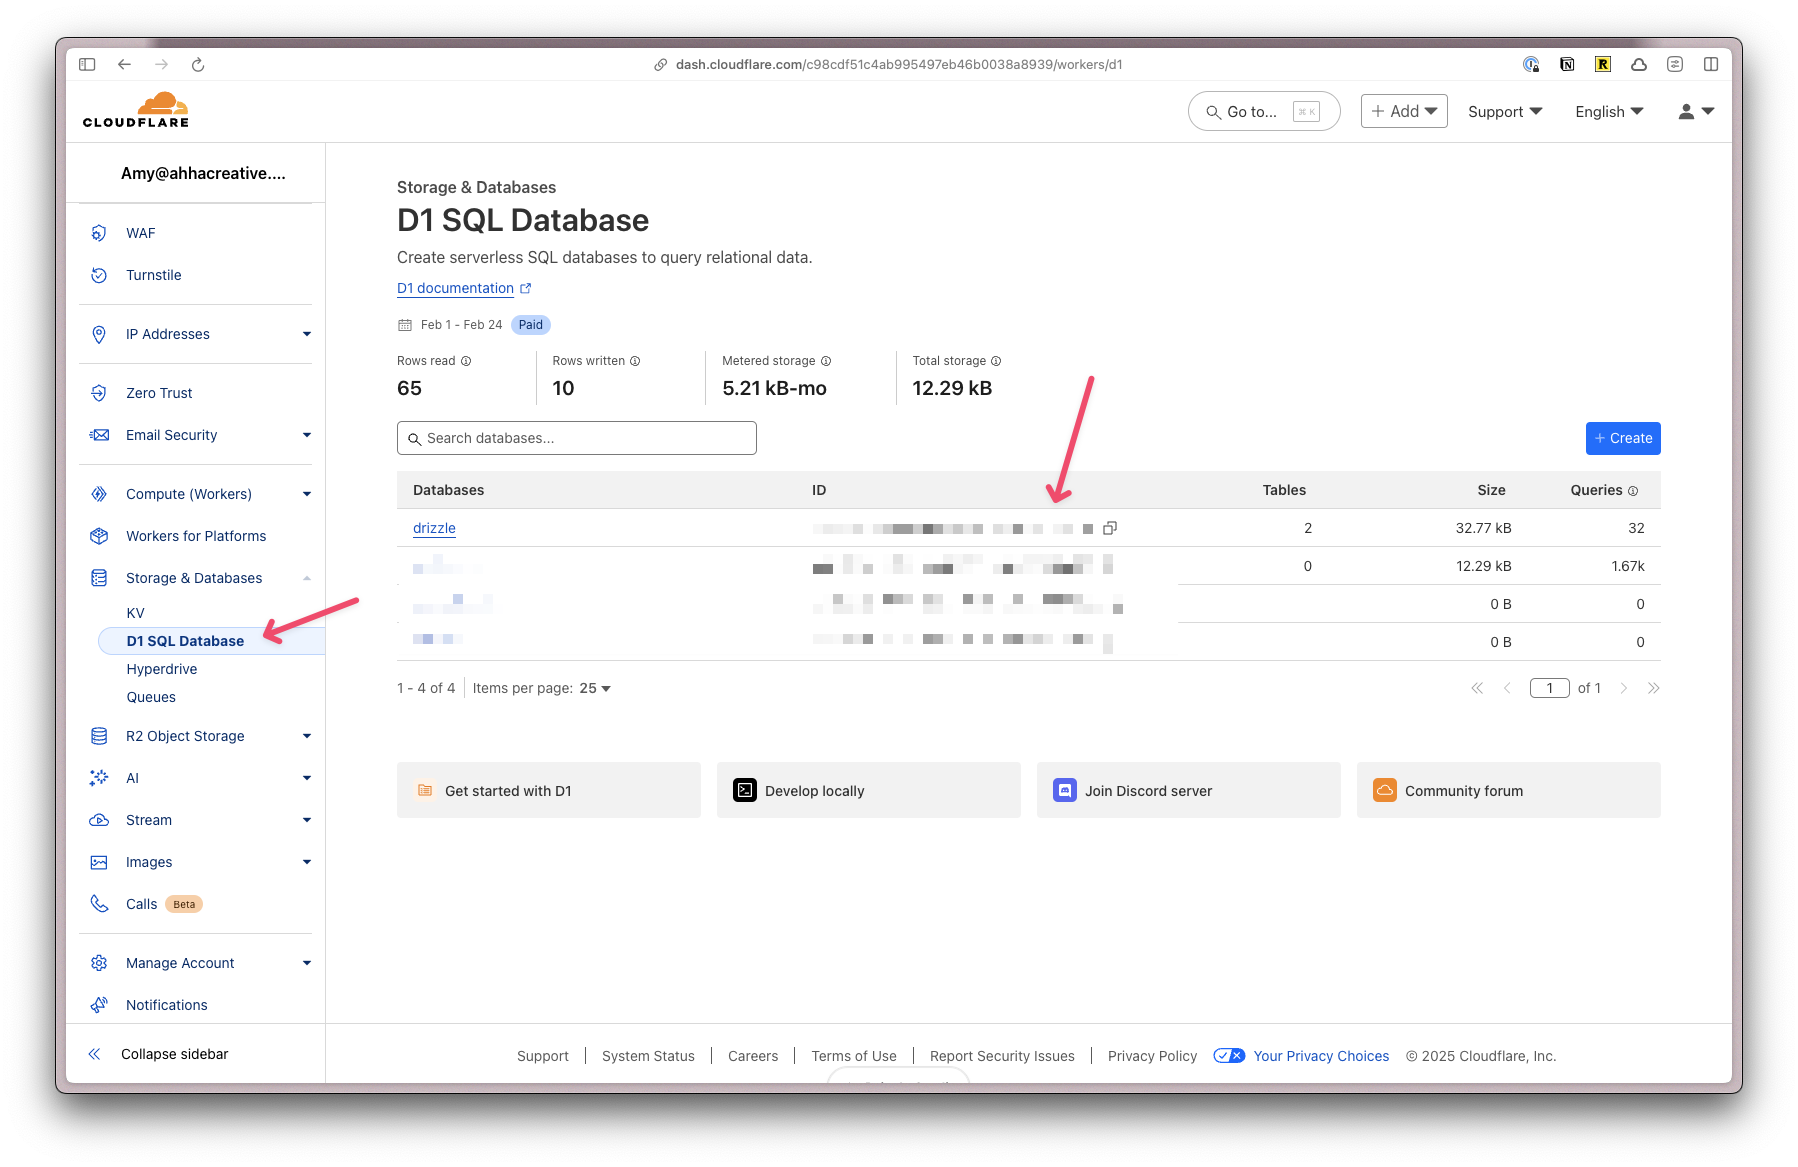 dash.cloudflare.com/c98cdf51c4ab995497eb46b0038a8939/workers/d1
CLOUDFLARE
Go to... ⌘ K
+ Add
Support
English
Amy@ahhacreative....
WAF
Turnstile
IP Addresses
Zero Trust
Email Security
Compute (Workers)
Workers for Platforms
Storage & Databases
KV
D1 SQL Database
Hyperdrive
Queues
R2 Object Storage
AI
Stream
Images
Calls Beta
Manage Account
Notifications
Collapse sidebar
Storage & Databases
D1 SQL Database
Create serverless SQL databases to query relational data.
D1 documentation
Feb 1 - Feb 24 Paid
Rows read Rows written Metered storage Total storage
65 10 5.21 kB-mo 12.29 kB
Search databases...
+ Create
Databases ID Tables Size Queries
drizzle 2 32.77 kB 32
0 12.29 kB 1.67k
0 B 0
0 B 0
1 - 4 of 4 Items per page: 25
1 of 1
Get started with D1
Develop locally
Join Discord server
Community forum
Support System Status Careers Terms of Use Report Security Issues Privacy Policy Your Privacy Choices © 2025 Cloudflare, Inc.